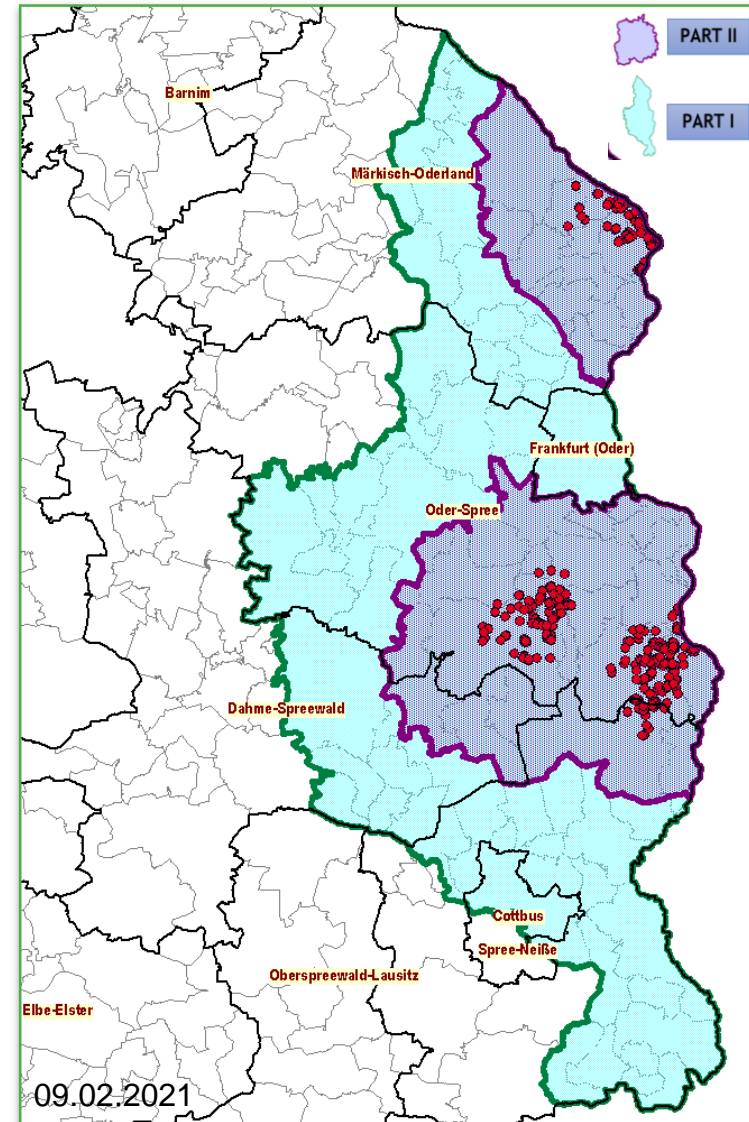 PART II
Barnim
PART I
Märkisch-Oderland
Frankfurt (Oder)
Oder-Spree
Dahme-Spreewald
Cottbus
Spree-Neiße
Oberspreewald-Lausitz
Elbe-Elster
09.02.2021